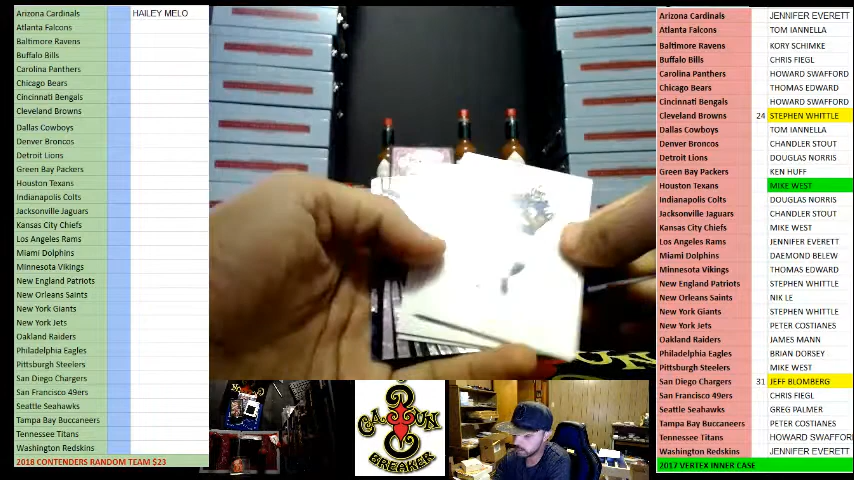 Arizona Cardinals HAILEY MELO
Atlanta Falcons
Baltimore Ravens
Buffalo Bills
Carolina Panthers
Chicago Bears
Cincinnati Bengals
Cleveland Browns
Dallas Cowboys
Denver Broncos
Detroit Lions
Green Bay Packers
Houston Texans
Indianapolis Colts
Jacksonville Jaguars
Kansas City Chiefs
Los Angeles Rams
Miami Dolphins
Minnesota Vikings
New England Patriots
New Orleans Saints
New York Giants
New York Jets
Oakland Raiders
Philadelphia Eagles
Pittsburgh Steelers
San Diego Chargers
San Francisco 49ers
Seattle Seahawks
Tampa Bay Buccaneers
Tennessee Titans
Washington Redskins
2018 CONTENDERS RANDOM TEAM $23
CAJUN
BREAKER
Arizona Cardinals JENNIFER EVERETT
Atlanta Falcons TOM IANNELLA
Baltimore Ravens KORY SCHIMKE
Buffalo Bills CHRIS FIEGL
Carolina Panthers HOWARD SWAFFORD
Chicago Bears THOMAS EDWARD
Cincinnati Bengals HOWARD SWAFFORD
Cleveland Browns 24 STEPHEN WHITTLE
Dallas Cowboys TOM IANNELLA
Denver Broncos CHANDLER STOUT
Detroit Lions DOUGLAS NORRIS
Green Bay Packers KEN HUFF
Houston Texans MIKE WEST
Indianapolis Colts DOUGLAS NORRIS
Jacksonville Jaguars CHANDLER STOUT
Kansas City Chiefs MIKE WEST
Los Angeles Rams JENNIFER EVERETT
Miami Dolphins DAEMOND BELEW
Minnesota Vikings THOMAS EDWARD
New England Patriots STEPHEN WHITTLE
New Orleans Saints NIK LE
New York Giants STEPHEN WHITTLE
New York Jets PETER COSTIANES
Oakland Raiders JAMES MANN
Philadelphia Eagles BRIAN DORSEY
Pittsburgh Steelers MIKE WEST
San Diego Chargers 31 JEFF BLOMBERG
San Francisco 49ers CHRIS FIEGL
Seattle Seahawks GREG PALMER
Tampa Bay Buccaneers PETER COSTIANES
Tennessee Titans HOWARD SWAFFORD
Washington Redskins JENNIFER EVERETT
2017 VERTEX INNER CASE